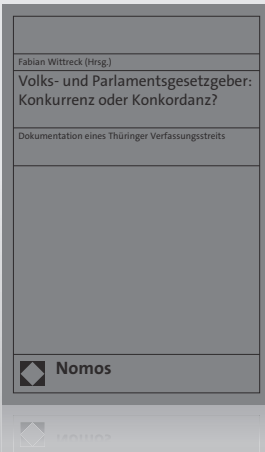 Fabian Wittreck (Hrsg.)
Volks- und Parlamentsgesetzgeber:
Konkurrenz oder Konkordanz?
Dokumentation eines Thüringer Verfassungsstreits
Nomos